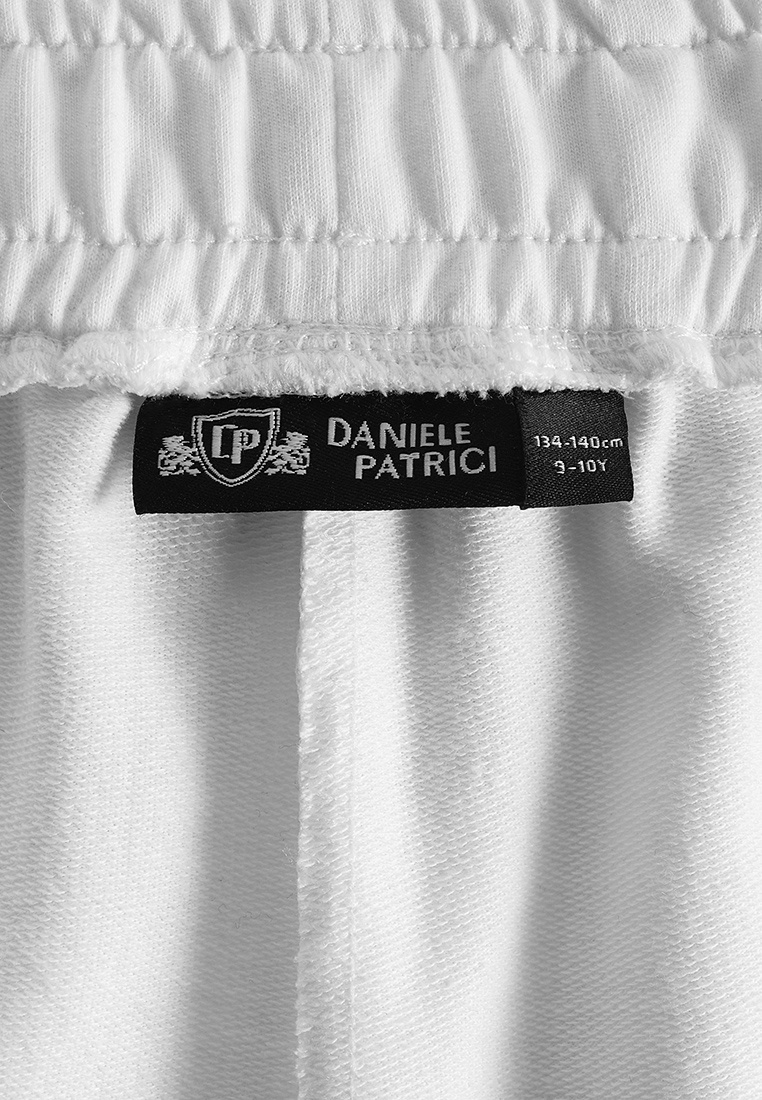 DP
DANIELE
PATRICI
134-140cm
9-10Y